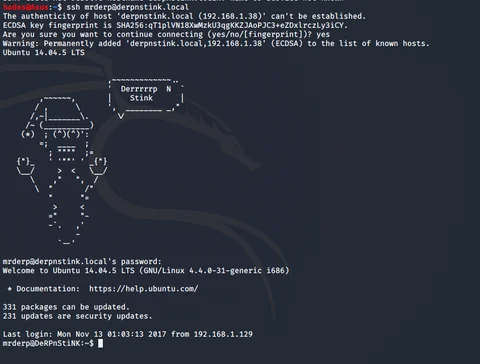 hades@Asus:~$ ssh mrderp@derpnstink.local
The authenticity of host 'derpnstink.local (192.168.1.38)' can't be established.
ECDSA key fingerprint is SHA256:qT1plVN18XwMzkU3qgKKZJAoPJC3+eZDxlrczLy3iCY.
Are you sure you want to continue connecting (yes/no/[fingerprint])? yes
Warning: Permanently added 'derpnstink.local,192.168.1.38' (ECDSA) to the list of known hosts.
Ubuntu 14.04.5 LTS
Derrrrrp N
Stink
mrderp@derpnstink.local's password:
Welcome to Ubuntu 14.04.5 LTS (GNU/Linux 4.4.0-31-generic i686)
* Documentation: https://help.ubuntu.com/
331 packages can be updated.
231 updates are security updates.
Last login: Mon Nov 13 01:03:13 2017 from 192.168.1.129
mrderp@DeRPnStiNK:~$